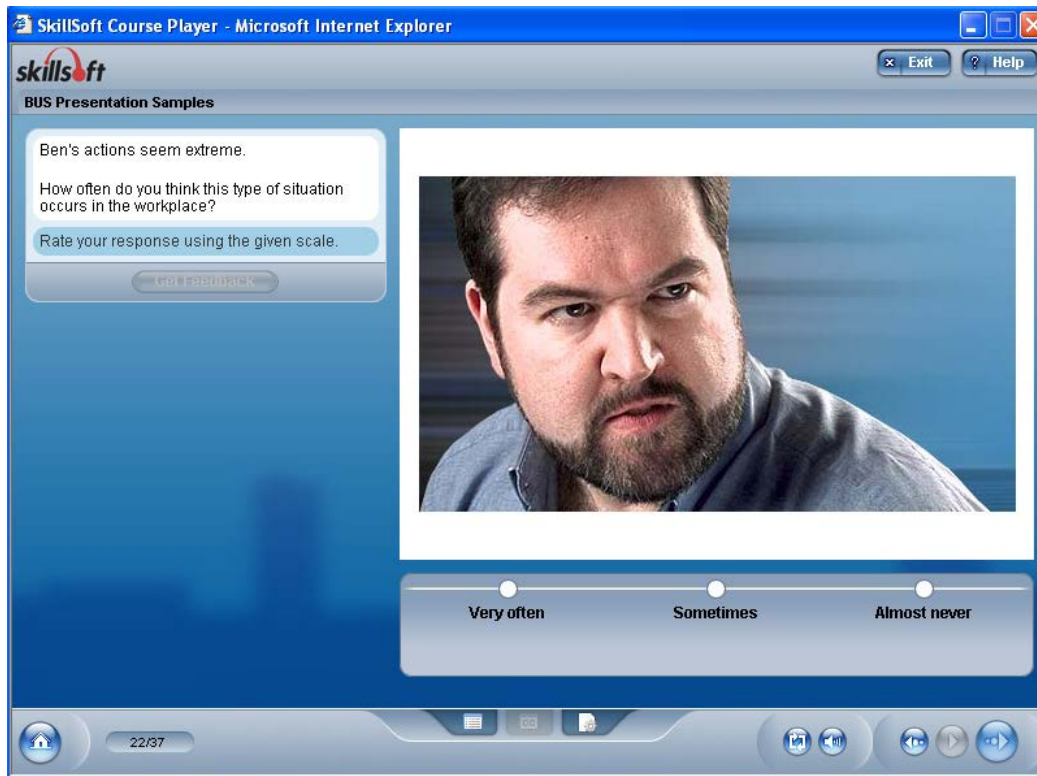 SkillSoft Course Player - Microsoft Internet Explorer
skillsoft
Exit
Help
BUS Presentation Samples
Ben's actions seem extreme.
How often do you think this type of situation
occurs in the workplace?
Rate your response using the given scale.
Get Feedback
Very often
Sometimes
Almost never
22/37